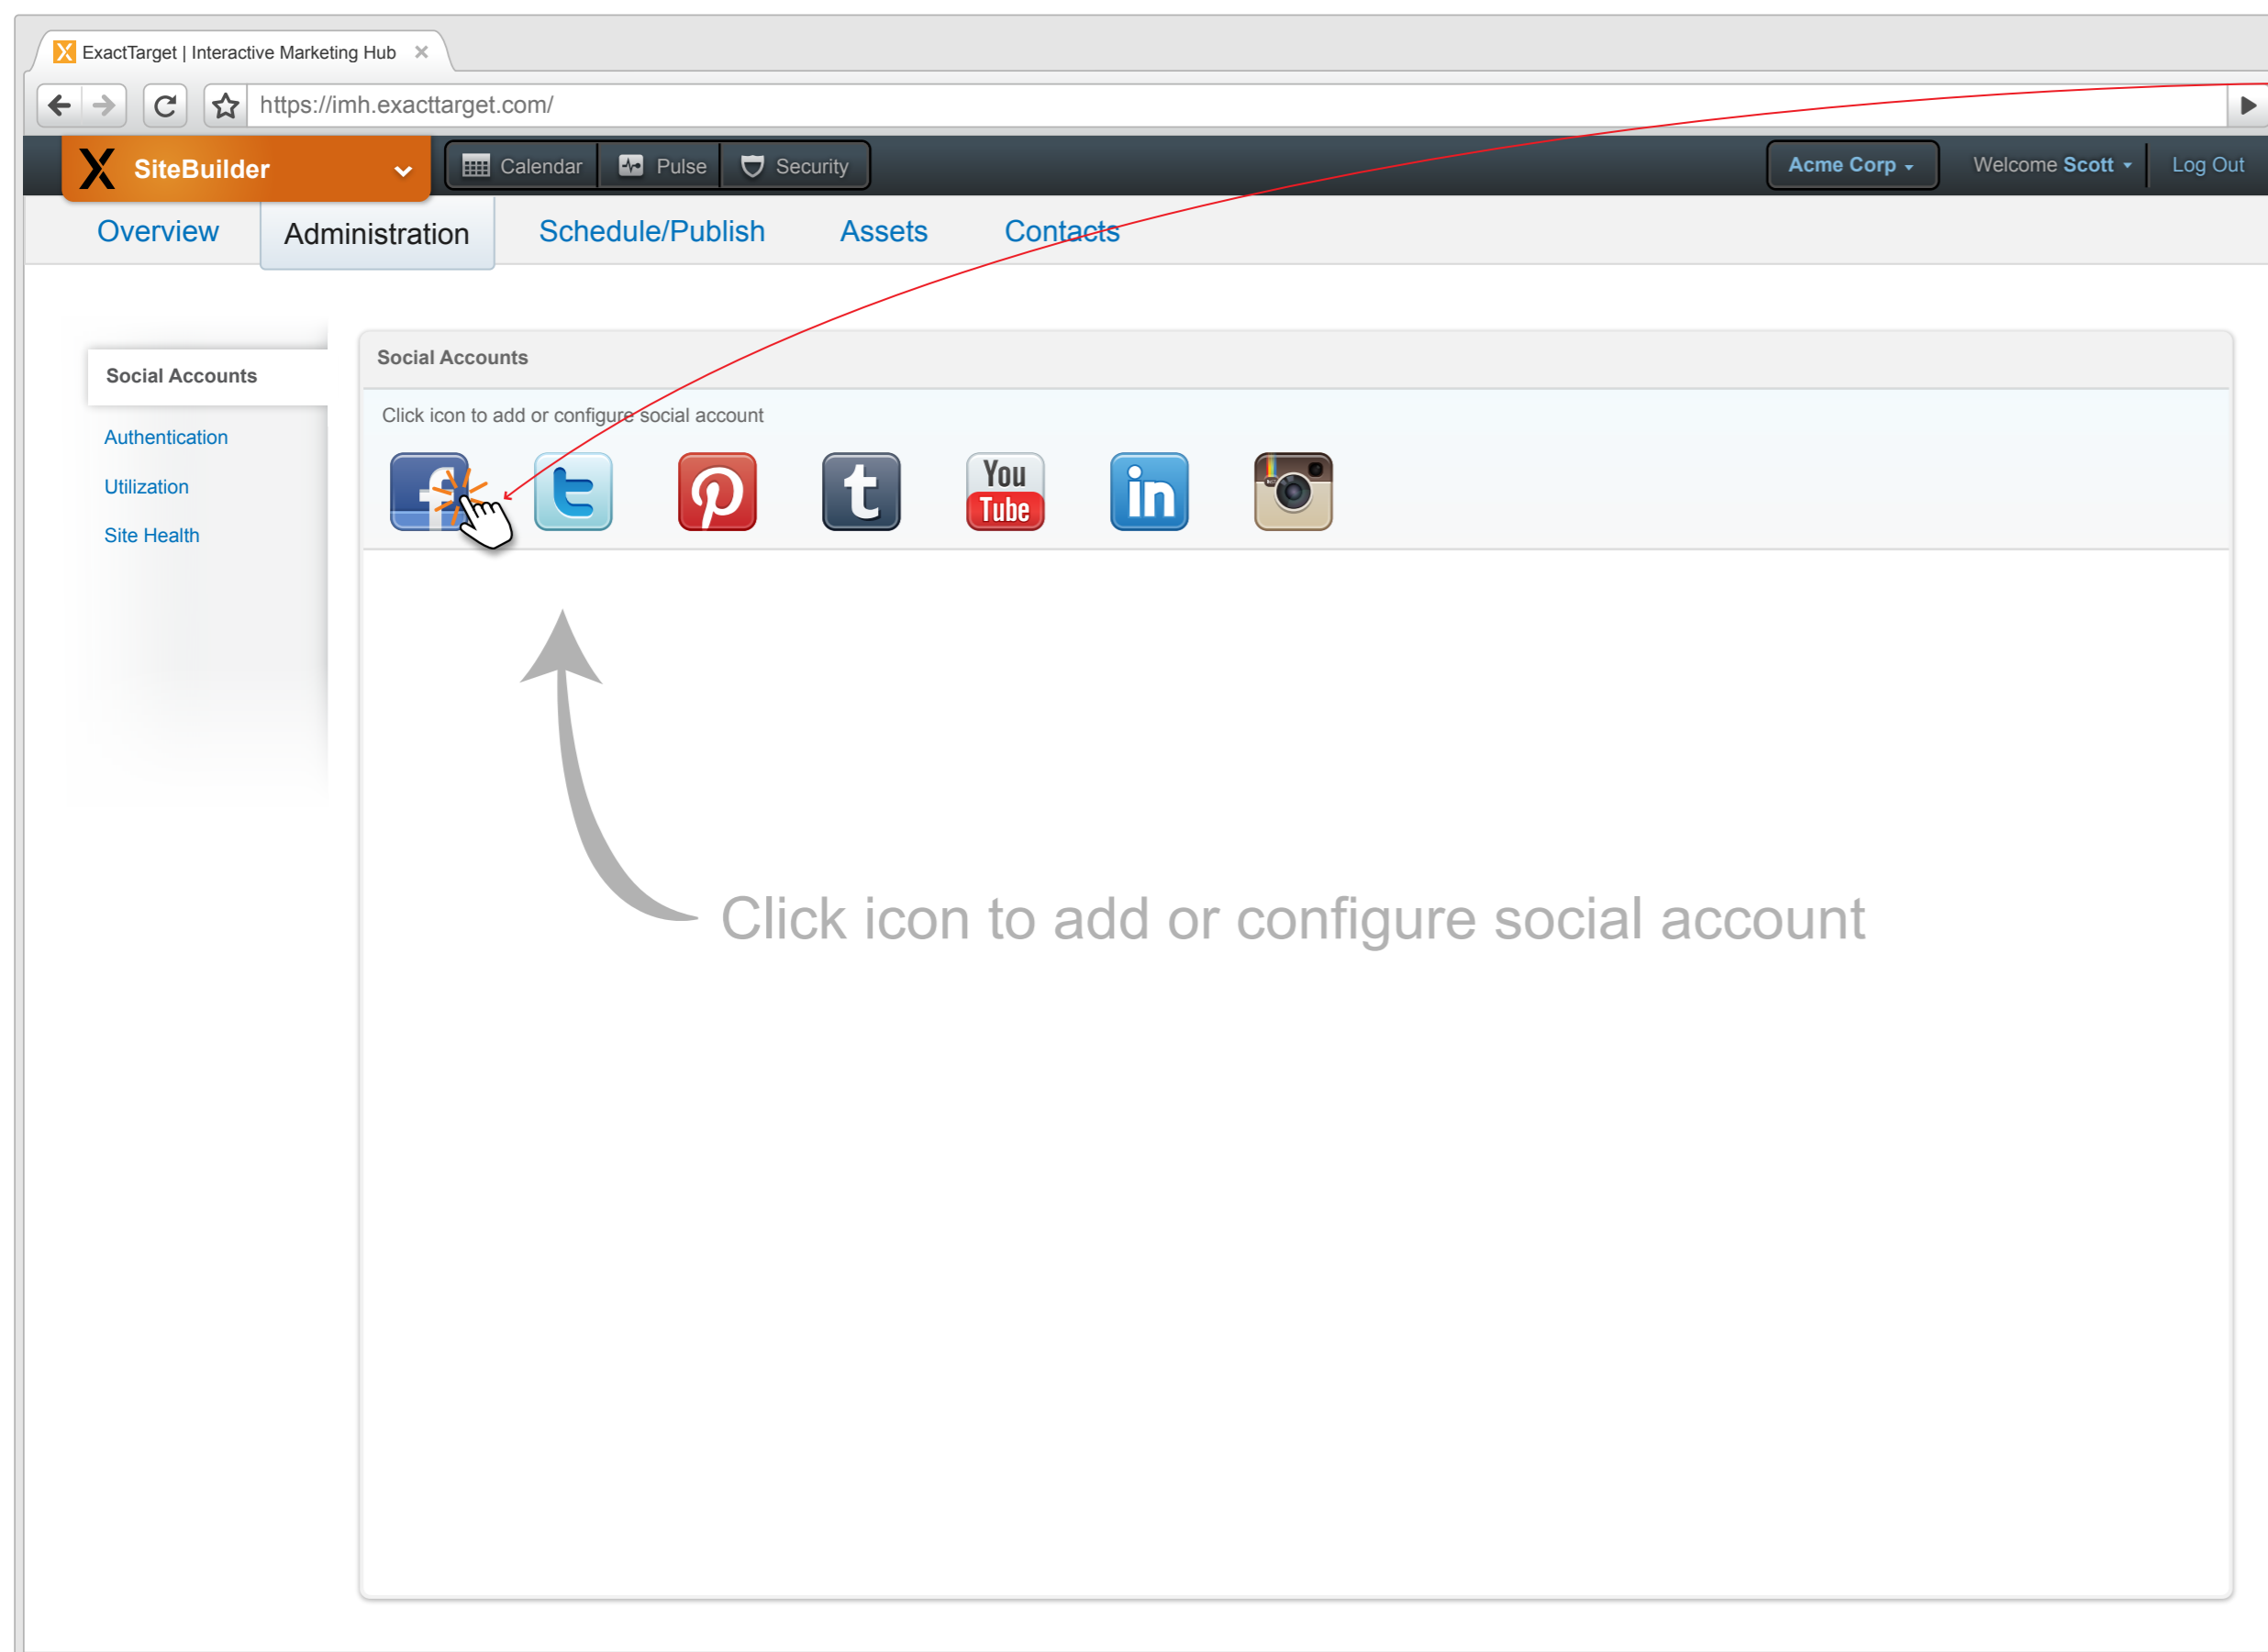 ExactTarget | Interactive Marketing Hub
https://imh.exacttarget.com/
SiteBuilder
Calendar
Pulse
Security
Acme Corp
Welcome Scott
Log Out
Overview
Administration
Schedule/Publish
Assets
Contacts
Social Accounts
Authentication
Utilization
Site Health
Social Accounts
Click icon to add or configure social account
You
Tube
in
Click icon to add or configure social account